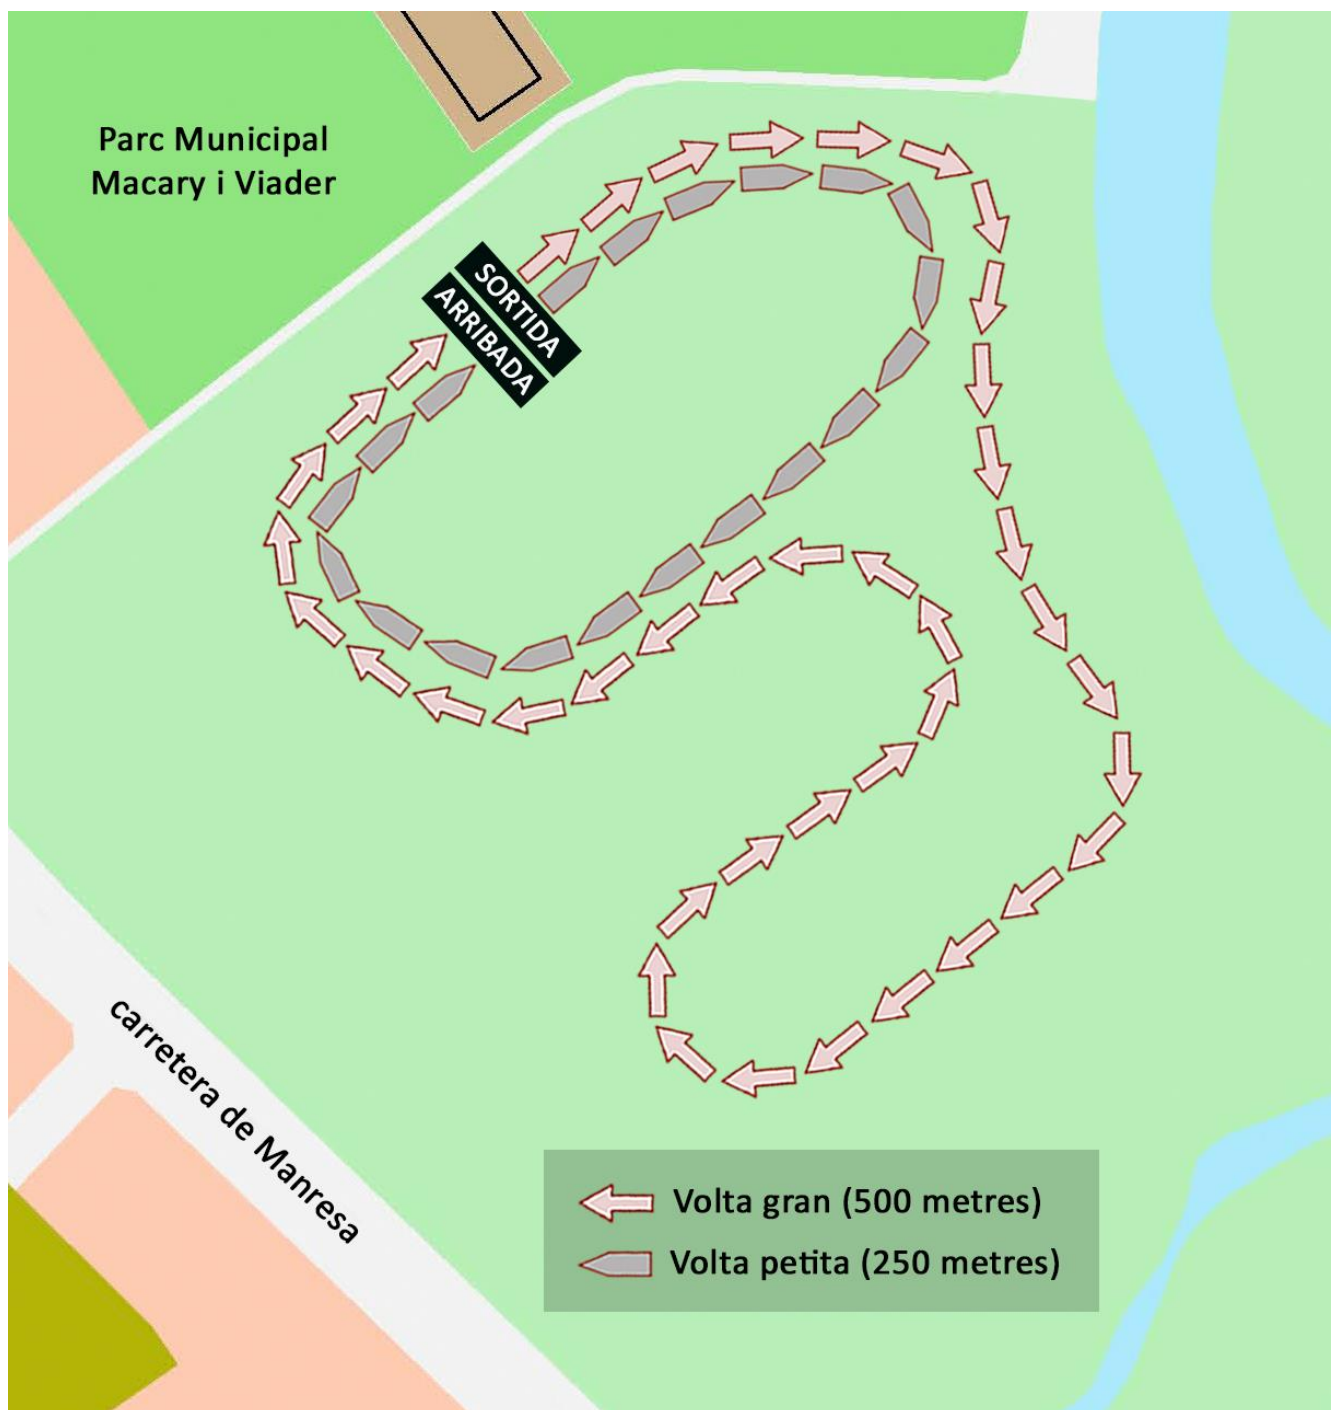 Parc Municipal
Macary i Viader
SORTIDA
ARRIBADA
carretera de Manresa
Volta gran (500 metres)
Volta petita (250 metres)